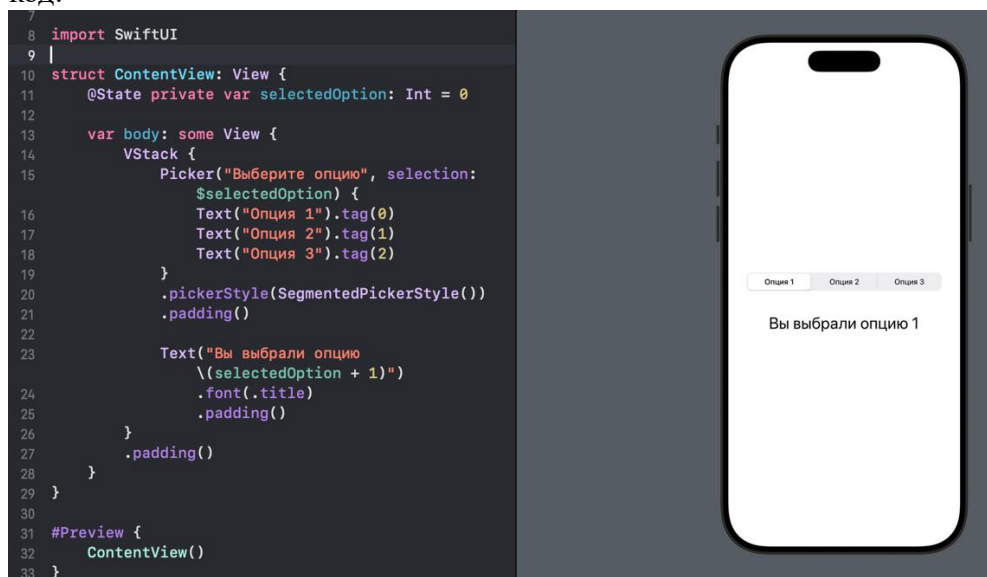 код:
7
8 import SwiftUI
9
10 struct ContentView: View {
11 @State private var selectedOption: Int = 0
12
13 var body: some View {
14 VStack {
15 Picker("Выберите опцию", selection:
$selectedOption) {
16 Text("Опция 1").tag(0)
17 Text("Опция 2").tag(1)
18 Text("Опция 3").tag(2)
19 }
20 .pickerStyle(SegmentedPickerStyle())
21 .padding()
22
23 Text("Вы выбрали опцию
\(selectedOption + 1)")
24 .font(.title)
25 .padding()
26 }
27 .padding()
28 }
29 }
30
31 #Preview {
32 ContentView()
33 }
Опция 1 Опция 2 Опция 3
Вы выбрали опцию 1